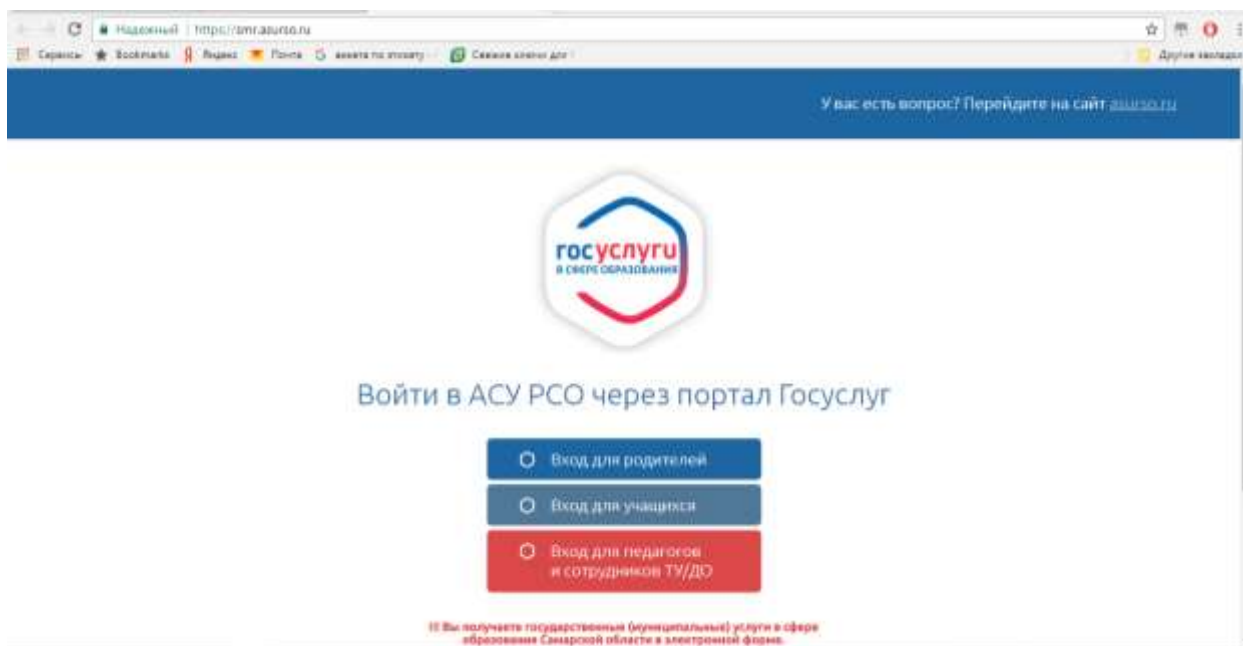 Надежный | https://smr.asurso.ru
Сервисы Bookmarks Яндекс Почта
Другие закладки
У вас есть вопрос? Перейдите на сайт asurso.ru
госуслуги
В СФЕРЕ ОБРАЗОВАНИЯ
Войти в АСУ РСО через портал Госуслуг
Вход для родителей
Вход для учащихся
Вход для педагогов
и сотрудников ТУ/ДО
!!! Вы получаете государственные (муниципальные) услуги в сфере
образования Самарской области в электронной форме.